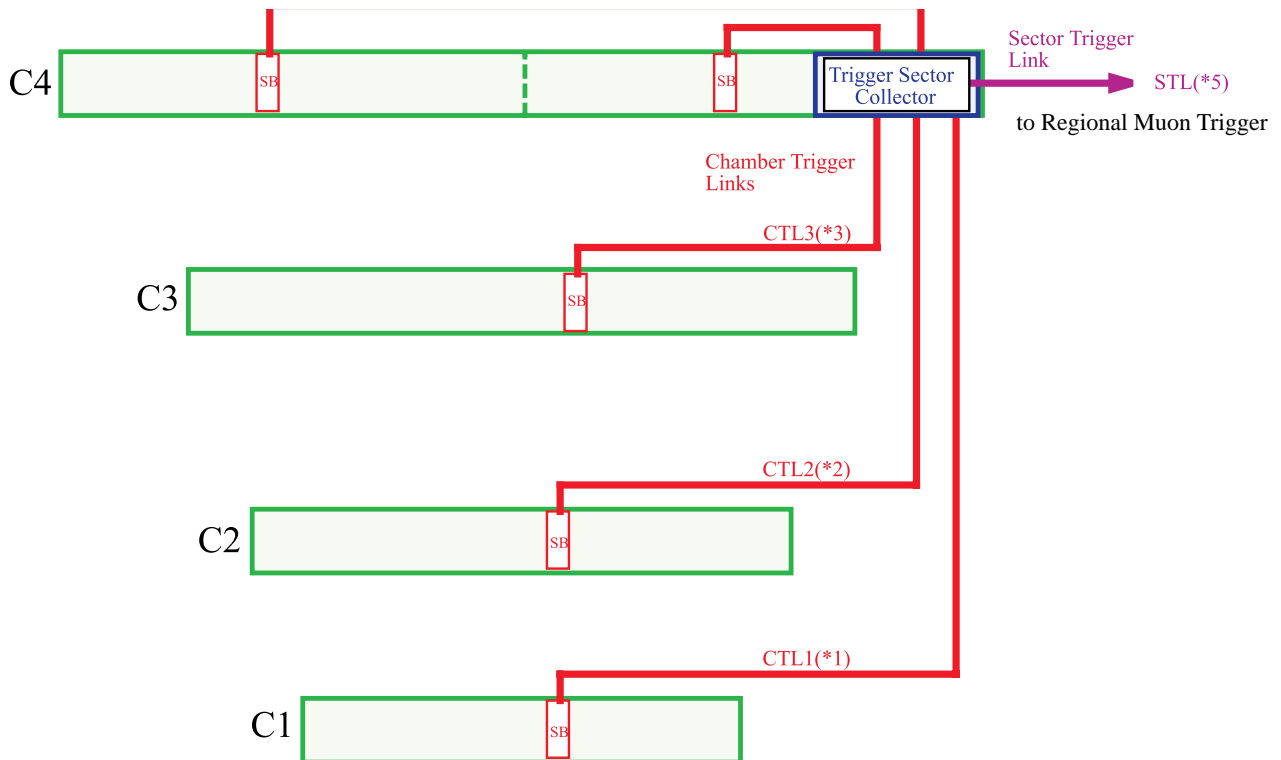 C4
SB
SB
Trigger Sector
Collector
Sector Trigger
Link
STL(*5)
to Regional Muon Trigger
Chamber Trigger
Links
CTL3(*3)
C3
SB
CTL2(*2)
C2
SB
CTL1(*1)
C1
SB